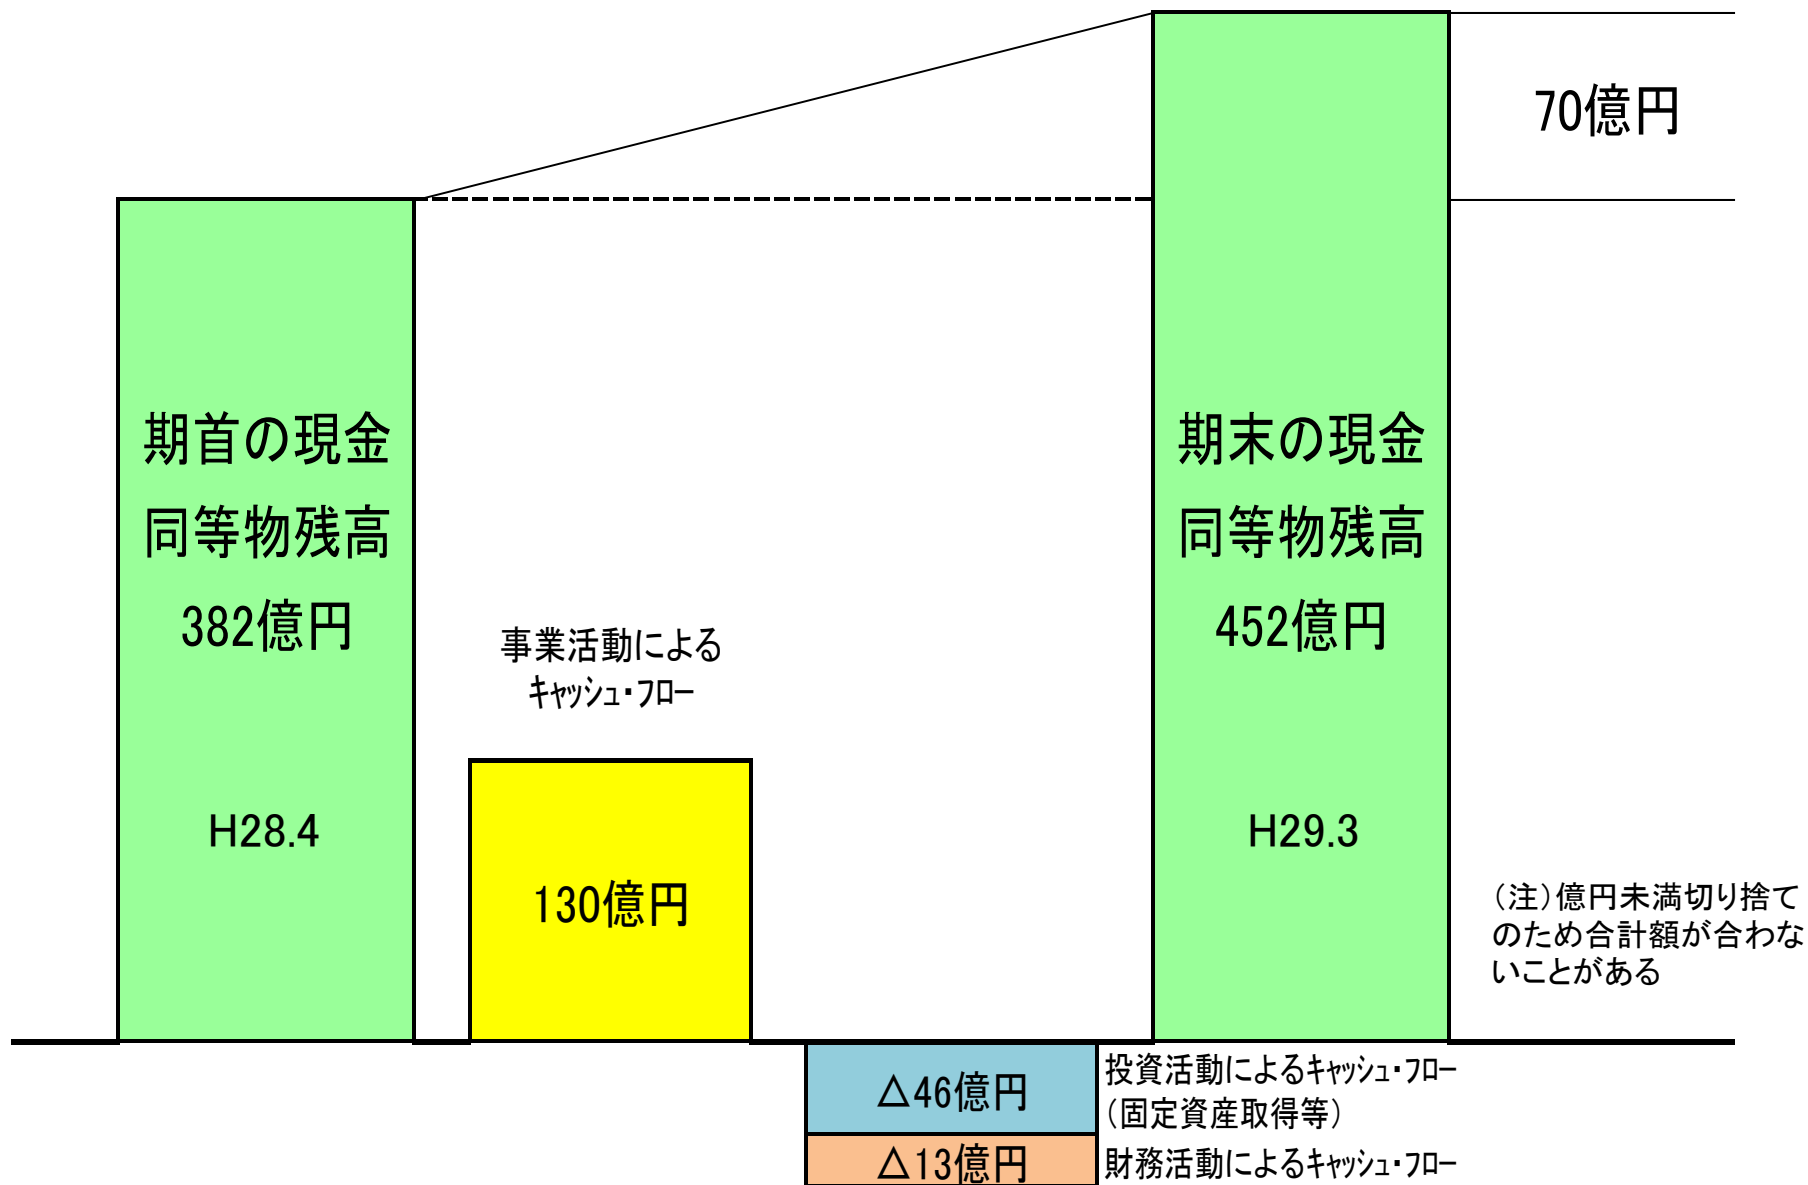 70億円
期首の現金
同等物残高
382億円
H28.4
事業活動による
ｷｬｯｼｭ･ﾌﾛｰ
130億円
期末の現金
同等物残高
452億円
H29.3
（注）億円未満切り捨て
のため合計額が合わな
いことがある
△46億円
投資活動によるｷｬｯｼｭ･ﾌﾛｰ
（固定資産取得等）
△13億円
財務活動によるｷｬｯｼｭ･ﾌﾛｰ